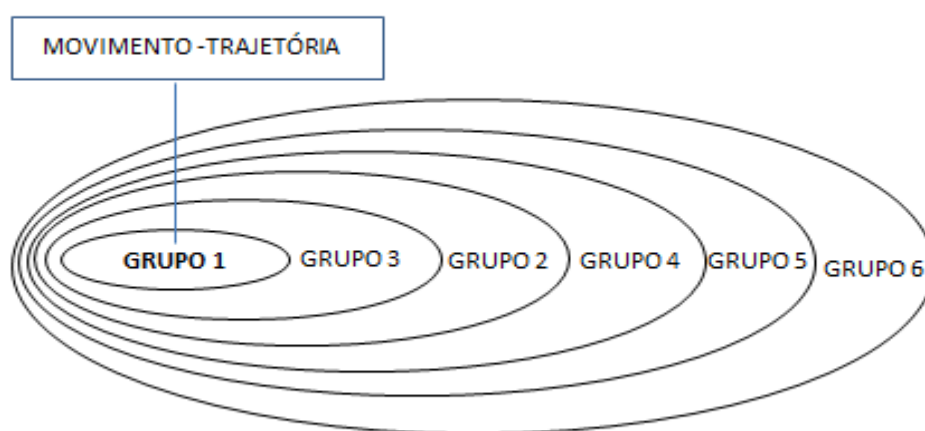 MOVIMENTO -TRAJETÓRIA
GRUPO 1
GRUPO 3
GRUPO 2
GRUPO 4
GRUPO 5
GRUPO 6